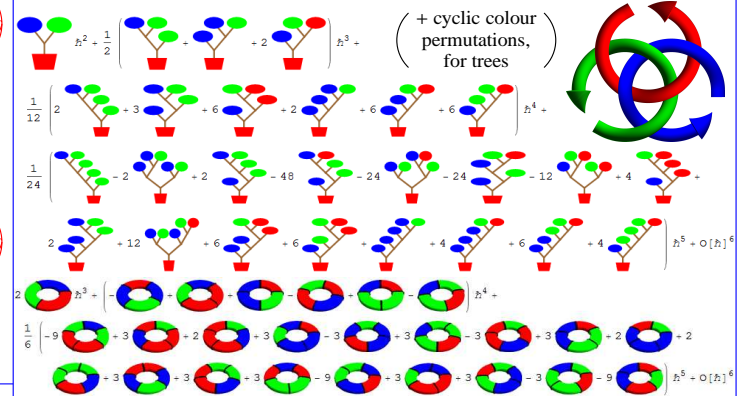 ℏ² + 1/2 ( + + 2 ) ℏ³ +
( + cyclic colour
permutations,
for trees )
1/12 ( 2 + 3 + 6 + 2 + 6 + 6 ) ℏ⁴ +
1/24 ( - 2 + 2 - 48 - 24 - 24 - 12 + 4 +
2 + 12 + 6 + 6 + + 4 + 6 + 4 ) ℏ⁵ + O[ℏ]⁶
2 ℏ³ + ( - + + - + - ) ℏ⁴ +
1/6 ( -9 + 3 + 2 + 3 - 3 + 3 - 3 + 3 + 2 + 2
+ 3 + 3 + 3 - 9 + 3 + 3 - 3 - 9 ) ℏ⁵ + O[ℏ]⁶